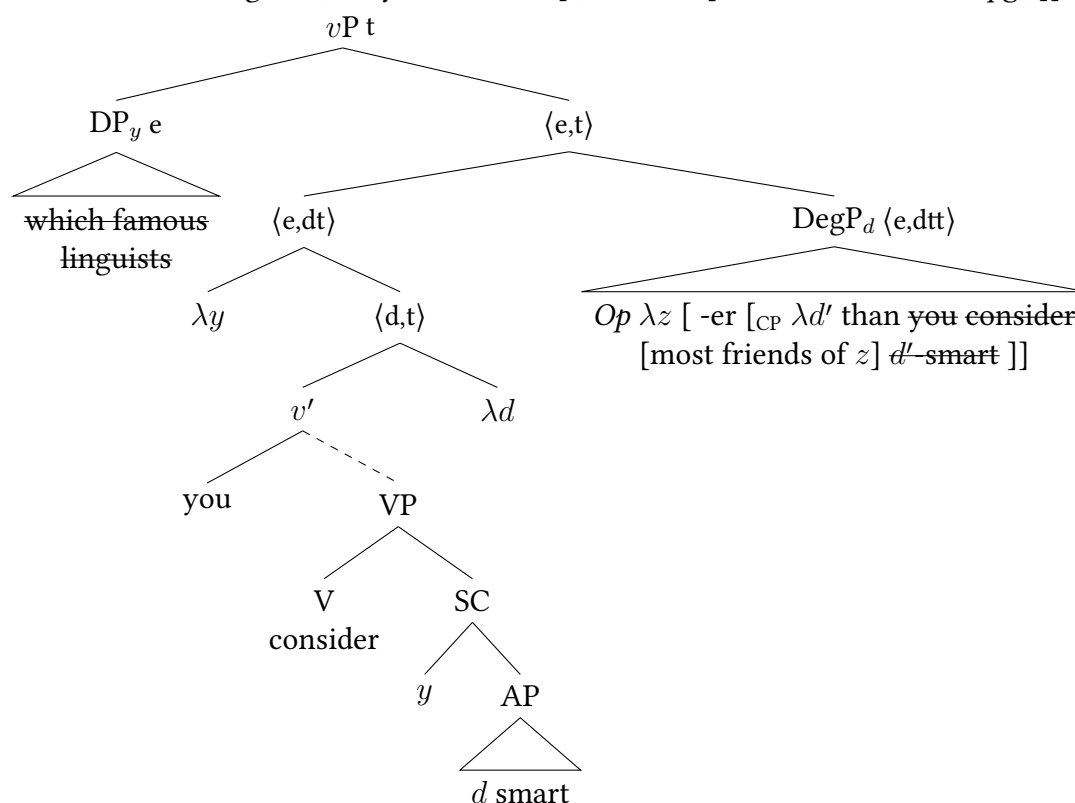 vP t
DP_y e ⟨e,t⟩
which famous linguists
⟨e,dt⟩ DegP_d ⟨e,dtt⟩
λy ⟨d,t⟩
Op λz [ -er [CP λd′ than you consider
[most friends of z] d′-smart ]]
v′ λd
you VP
V SC
consider
y AP
d smart